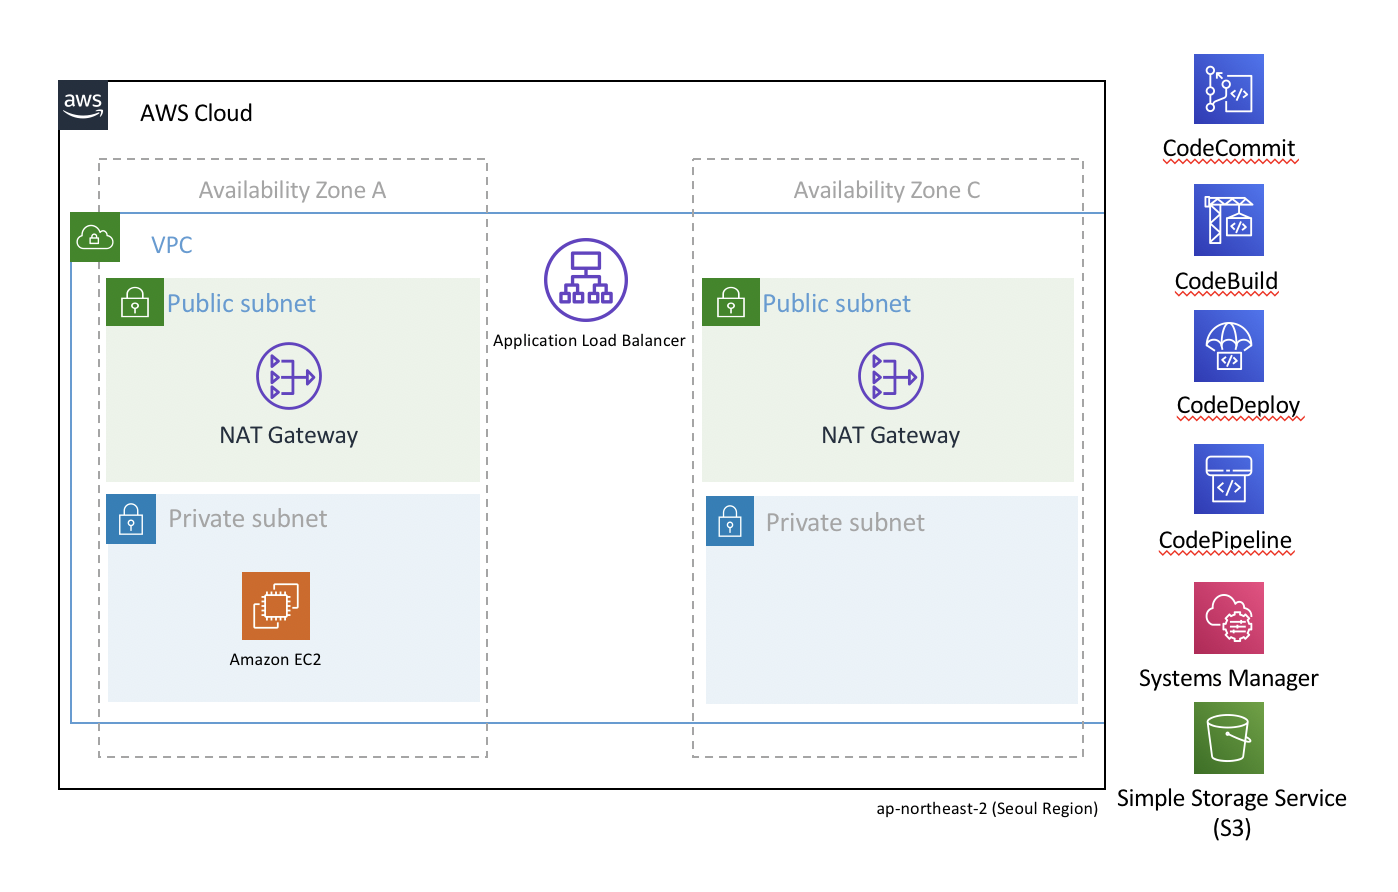 aws
AWS Cloud
Availability Zone A
Availability Zone C
VPC
Public subnet
Public subnet
Application Load Balancer
NAT Gateway
NAT Gateway
Private subnet
Private subnet
Amazon EC2
ap-northeast-2 (Seoul Region)
CodeCommit
CodeBuild
CodeDeploy
CodePipeline
Systems Manager
Simple Storage Service
(S3)